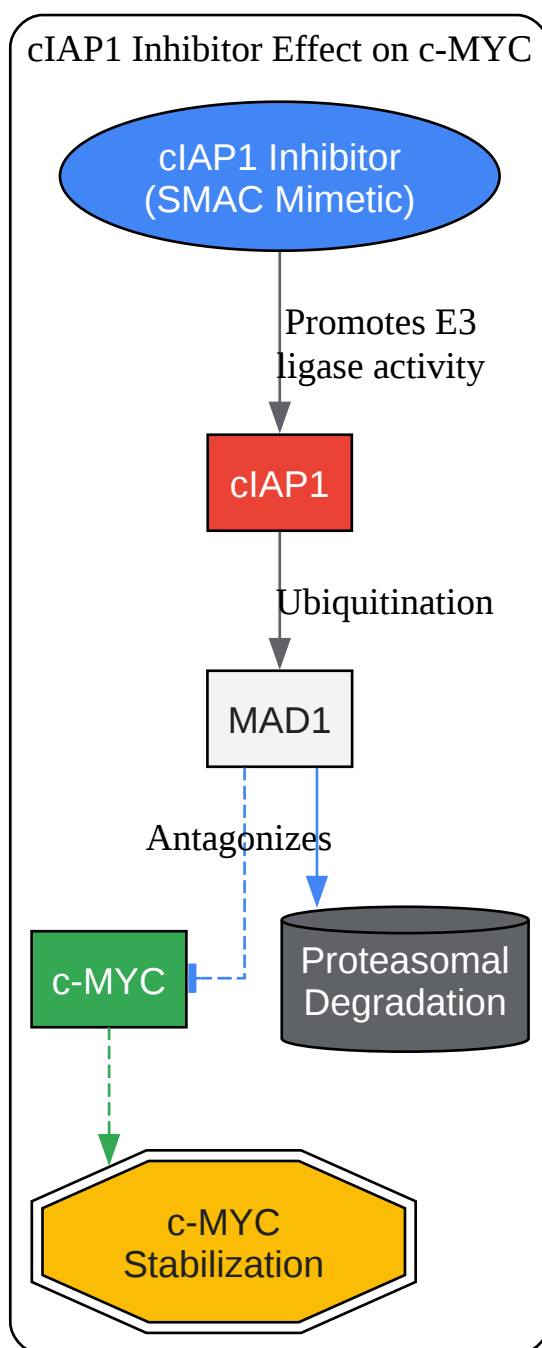 cIAP1 Inhibitor Effect on c-MYC
cIAP1 Inhibitor
(SMAC Mimetic)
Promotes E3
ligase activity
cIAP1
Ubiquitination
MAD1
Antagonizes
c-MYC
Proteasomal
Degradation
c-MYC
Stabilization